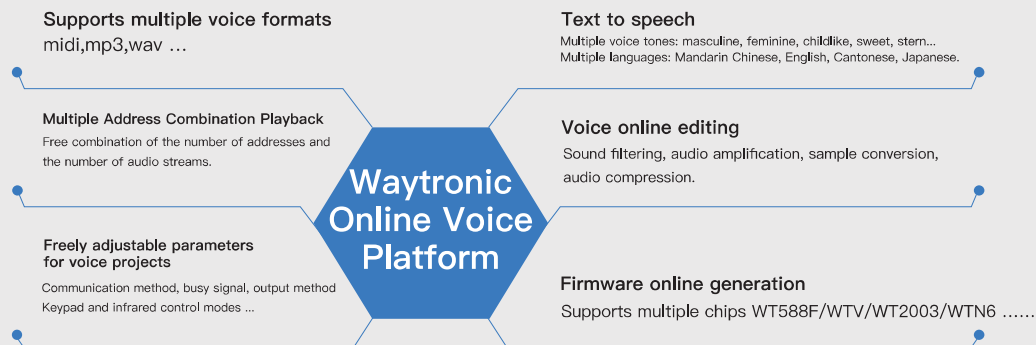 Supports multiple voice formats
midi,mp3,wav ...
Multiple Address Combination Playback
Free combination of the number of addresses and
the number of audio streams.
Freely adjustable parameters
for voice projects
Communication method, busy signal, output method
Keypad and infrared control modes ...
Waytronic
Online Voice
Platform
Text to speech
Multiple voice tones: masculine, feminine, childlike, sweet, stern...
Multiple languages: Mandarin Chinese, English, Cantonese, Japanese.
Voice online editing
Sound filtering, audio amplification, sample conversion,
audio compression.
Firmware online generation
Supports multiple chips WT588F/WTV/WT2003/WTN6 ......